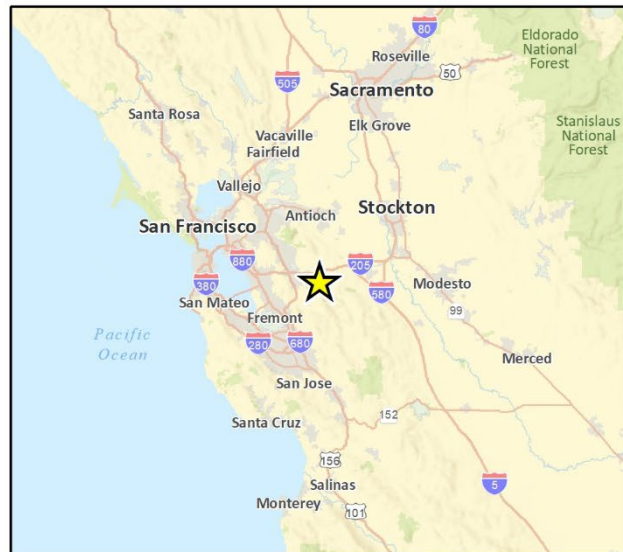 80
Eldorado
National
Forest
Roseville
50
505
Sacramento
Santa Rosa
Elk Grove
Stanislaus
National
Forest
Vacaville
Fairfield
Vallejo
Antioch
Stockton
San Francisco
880
205
380
580
Modesto
San Mateo
99
Fremont
Pacific
Ocean
280
680
Merced
San Jose
152
Santa Cruz
156
Salinas
5
Monterey
101